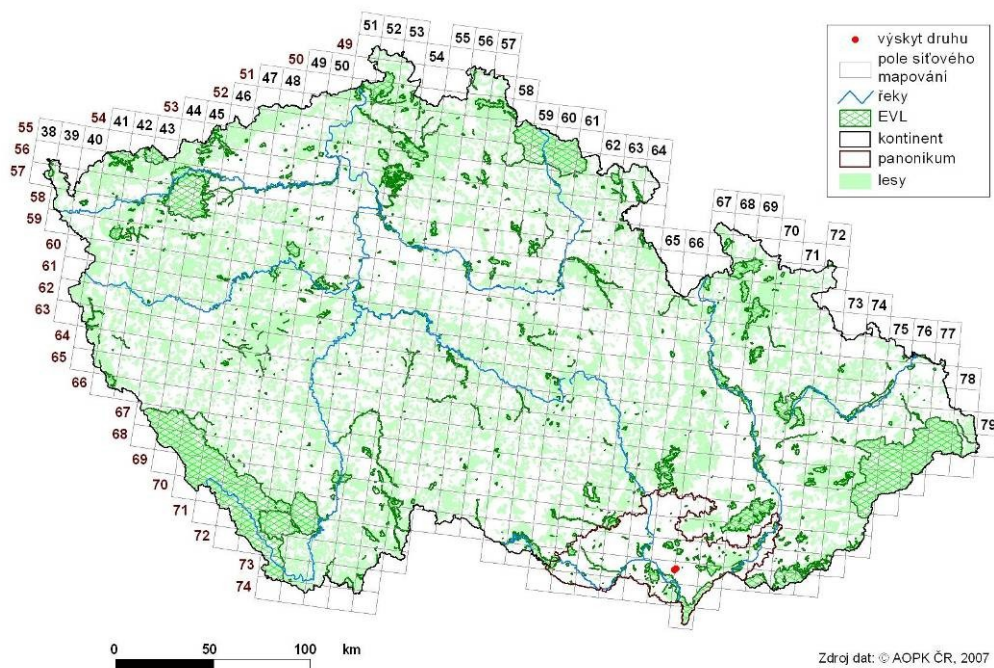 51 52 53
55 56 57
49
54
50 49 50
51 47 48
58
52 46
53 44 45
59 60 61
54 41 42 43
55 38 39 40
62 63 64
56
57
58
59
67 68 69
60
65 66
70 72
71
61
62
63
73 74
64
75 76 77
65
78
66
67
79
68
69
70
71
72
73
74
výskyt druhu
pole síťového
mapování
řeky
EVL
kontinent
panonikum
lesy
0 50 100 km
Zdroj dat: © AOPK ČR, 2007